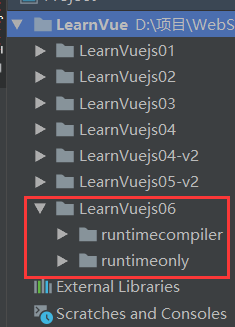 LearnVue D:\项目\WebS
LearnVuejs01
LearnVuejs02
LearnVuejs03
LearnVuejs04
LearnVuejs04-v2
LearnVuejs05-v2
LearnVuejs06
runtimecompiler
runtimeonly
External Libraries
Scratches and Consoles